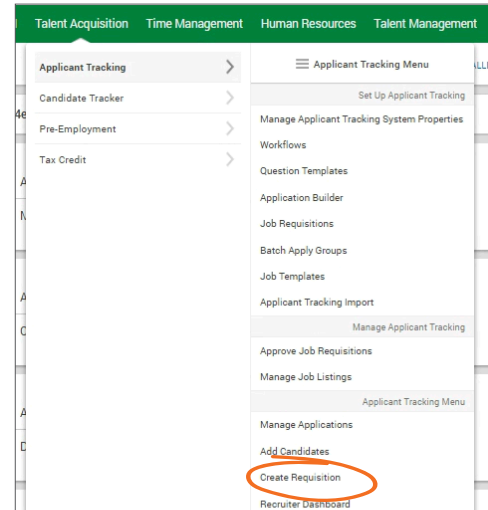 Talent Acquisition Time Management Human Resources Talent Management
Applicant Tracking
Candidate Tracker
Pre-Employment
Tax Credit
Applicant Tracking Menu
Set Up Applicant Tracking
Manage Applicant Tracking System Properties
Workflows
Question Templates
Application Builder
Job Requisitions
Batch Apply Groups
Job Templates
Applicant Tracking Import
Manage Applicant Tracking
Approve Job Requisitions
Manage Job Listings
Applicant Tracking Menu
Manage Applications
Add Candidates
Create Requisition
Recruiter Dashboard